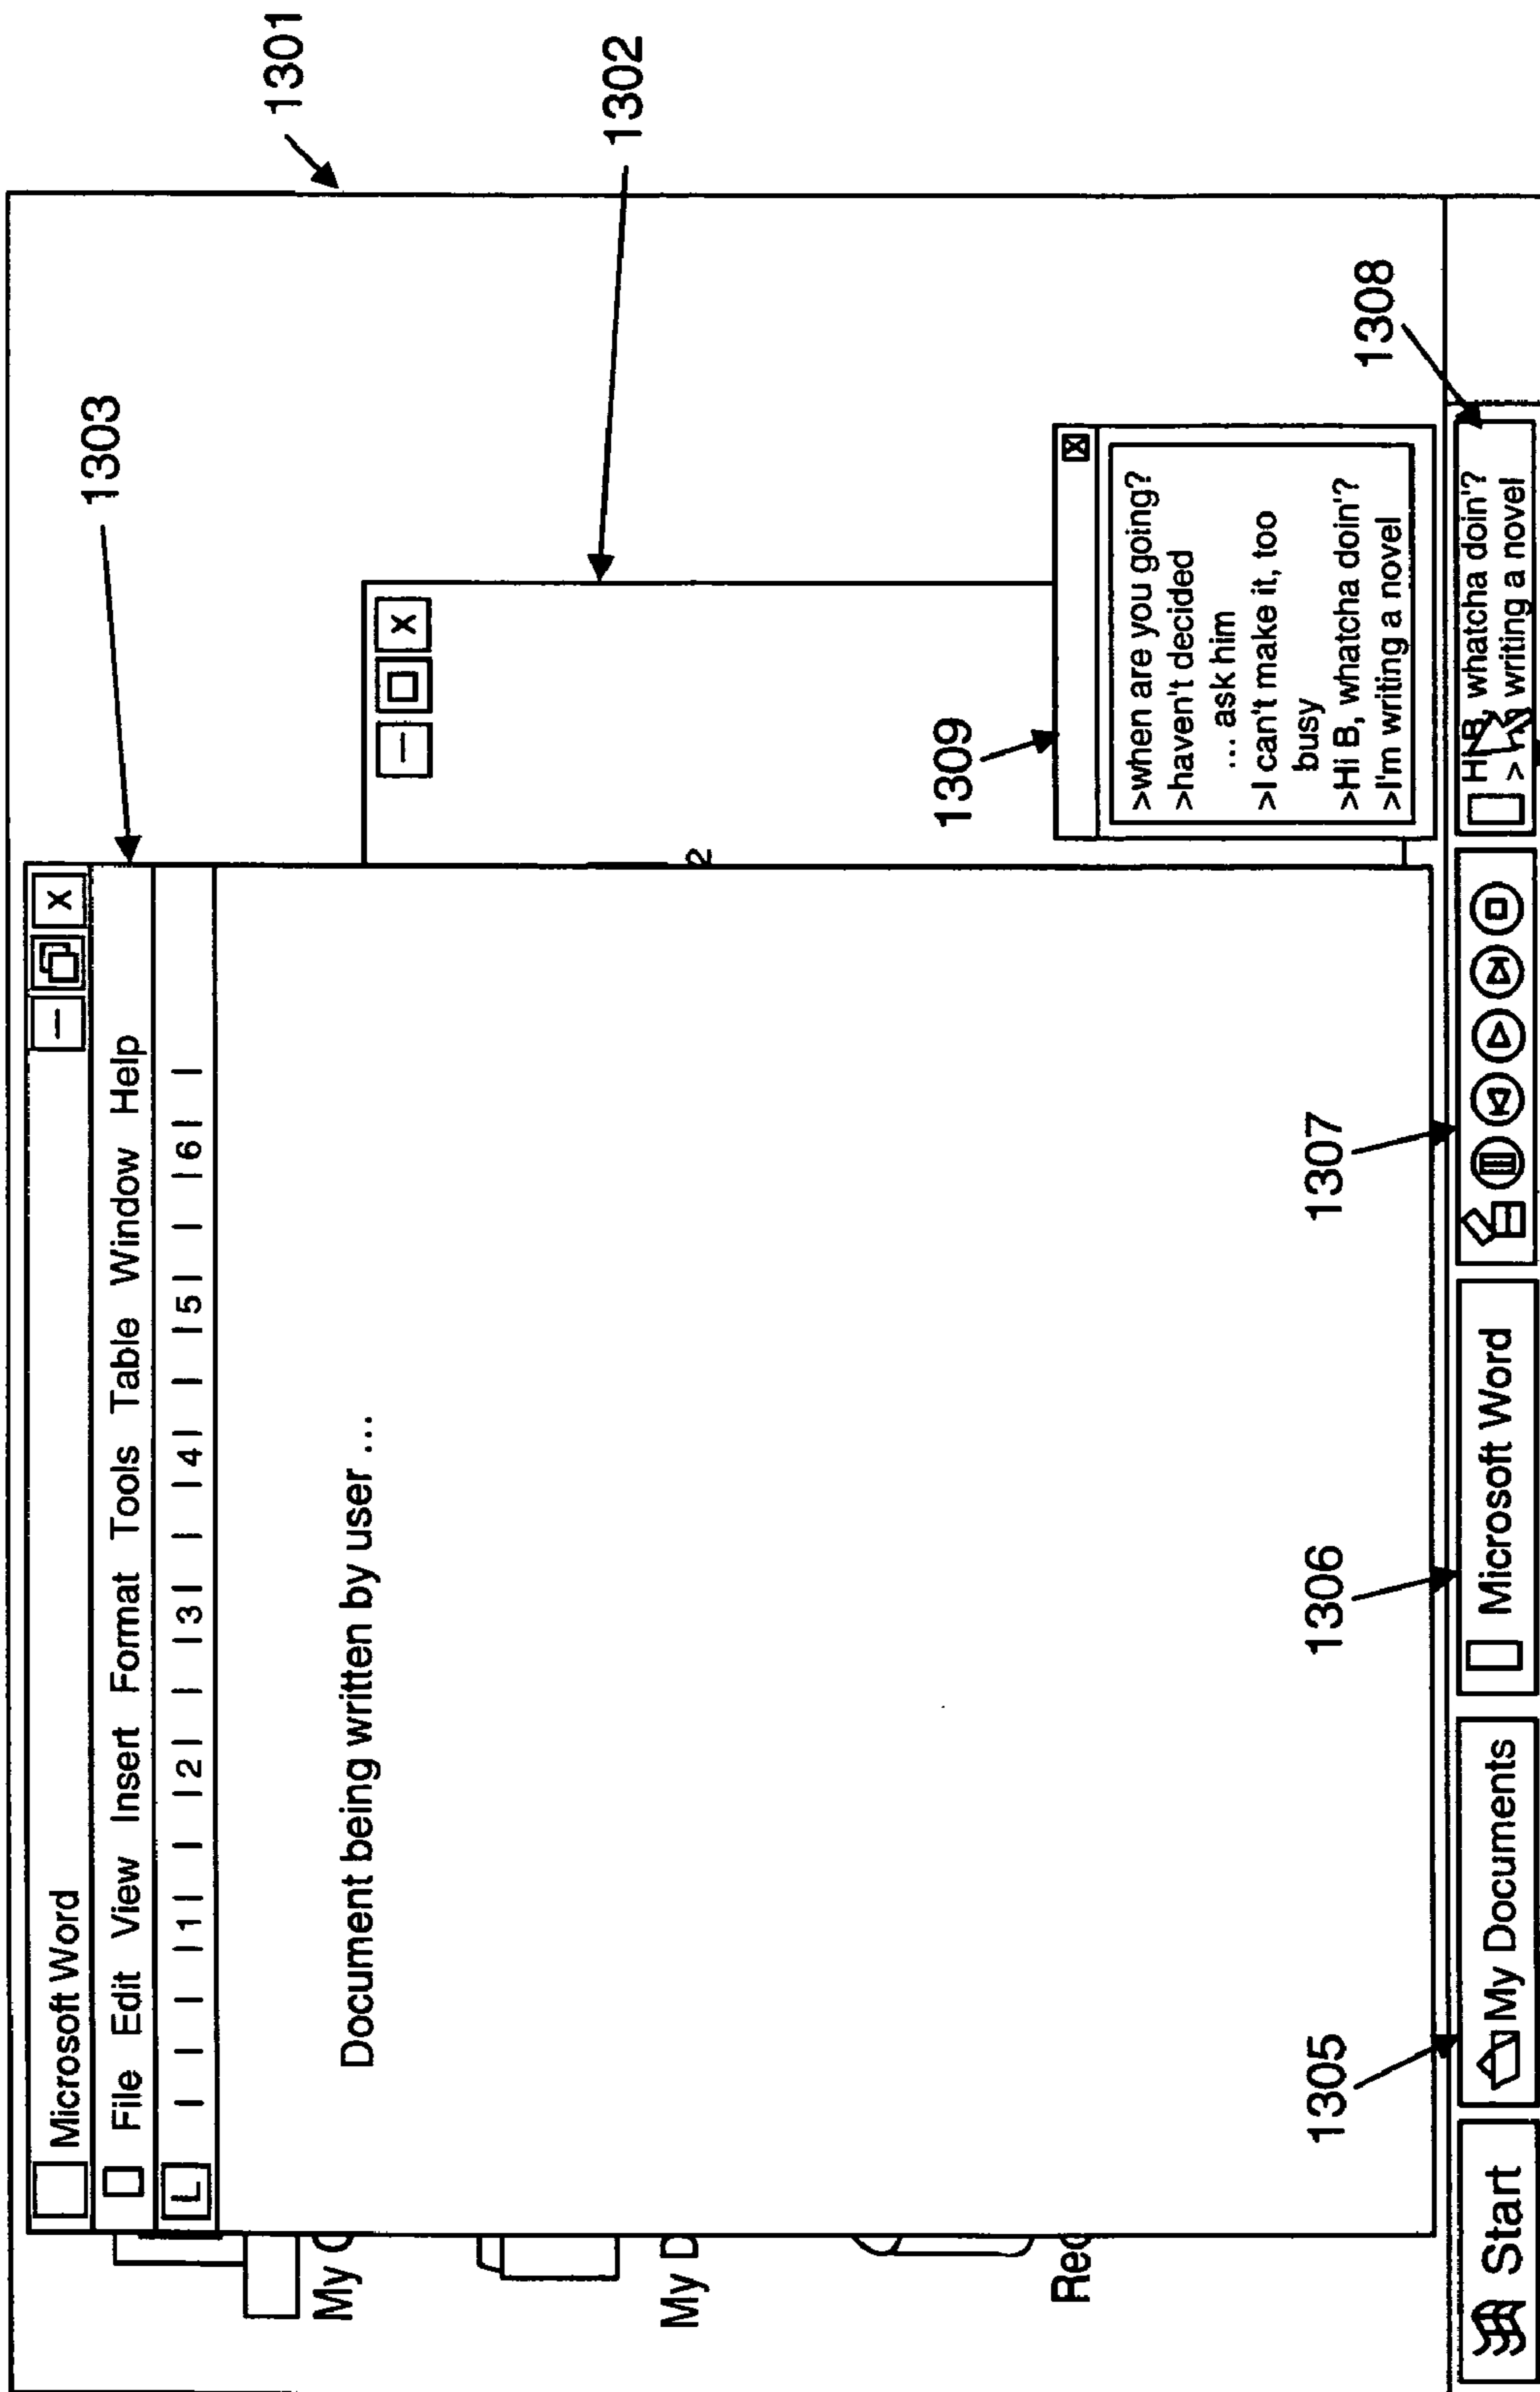 1301
1302
1303
Microsoft Word
File Edit View Insert Format Tools Table Window Help
L 1 2 3 4 5 6
Document being written by user ...
My C
My D
Rec
2
1309
>when are you going?
>haven't decided
... ask him
>I can't make it, too
busy
>Hi B, whatcha doin'?
>I'm writing a novel
1305
1306
1307
1308
Start
My Documents
Microsoft Word
Hi B, whatcha doin'?
> writing a novel